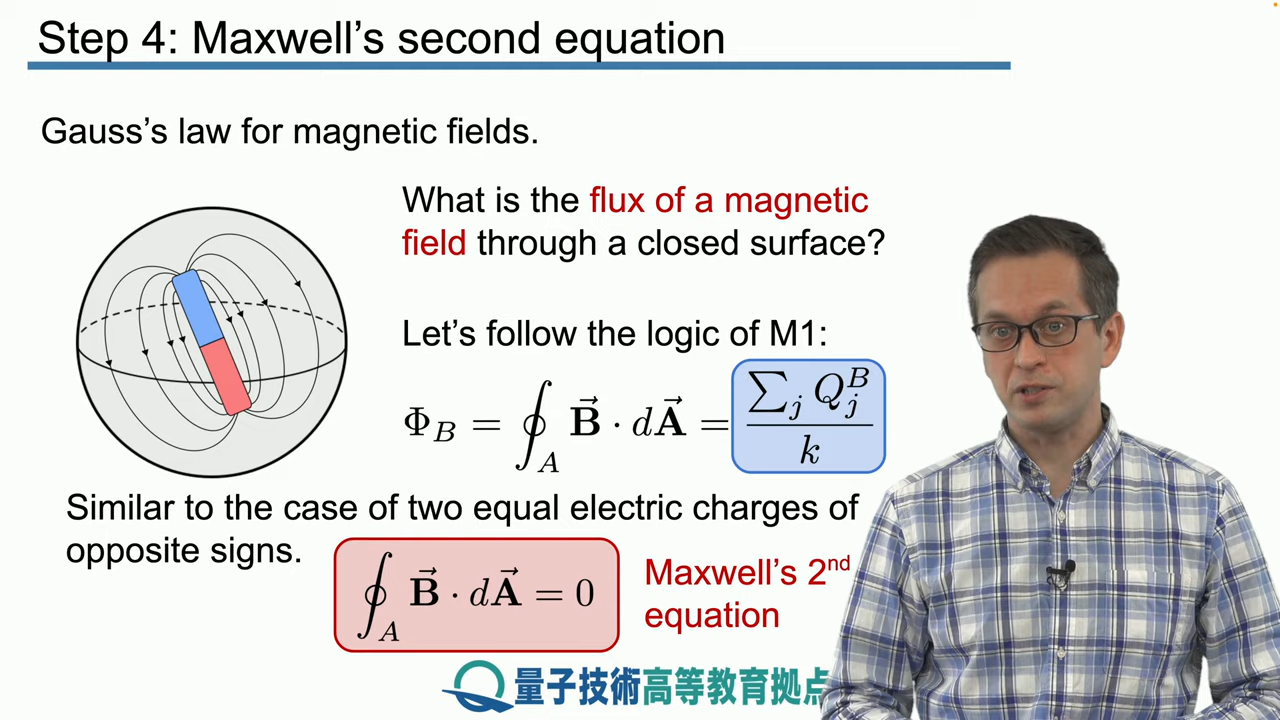 Step 4: Maxwell's second equation
Gauss's law for magnetic fields.
What is the flux of a magnetic
field through a closed surface?
Let's follow the logic of M1:
Φ_B = ∮_A B⃗ · dA⃗ = ∑_j Q_j^B / k
Similar to the case of two equal electric charges of
opposite signs.
∮_A B⃗ · dA⃗ = 0
Maxwell's 2nd
equation
量子技術高等教育拠点